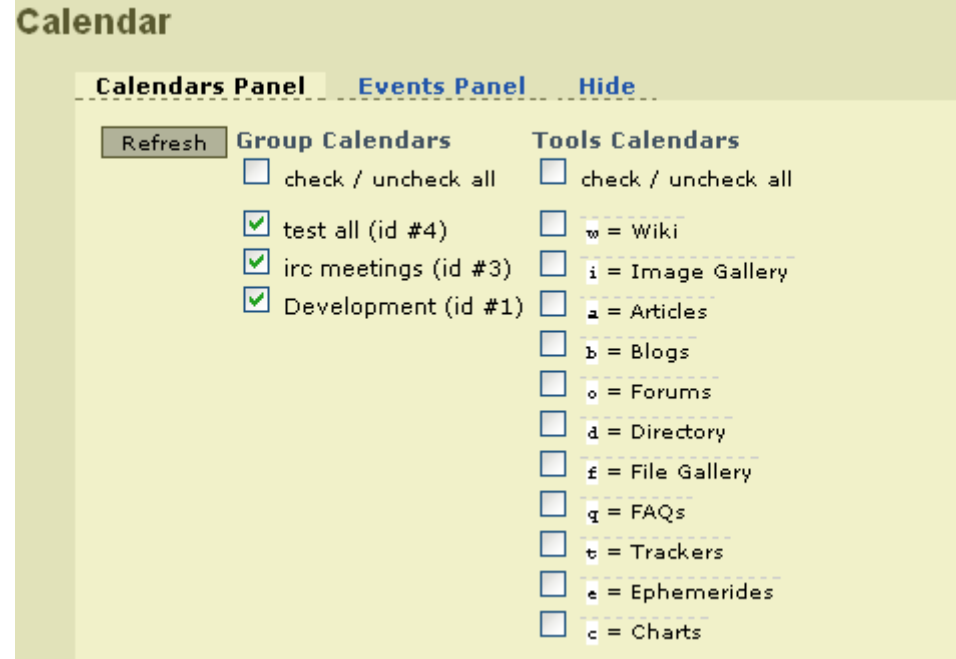 Calendar
Calendars Panel Events Panel Hide
Refresh Group Calendars Tools Calendars
check / uncheck all check / uncheck all
test all (id #4) w = Wiki
irc meetings (id #3) i = Image Gallery
Development (id #1) a = Articles
b = Blogs
o = Forums
d = Directory
f = File Gallery
q = FAQs
t = Trackers
e = Ephemerides
c = Charts